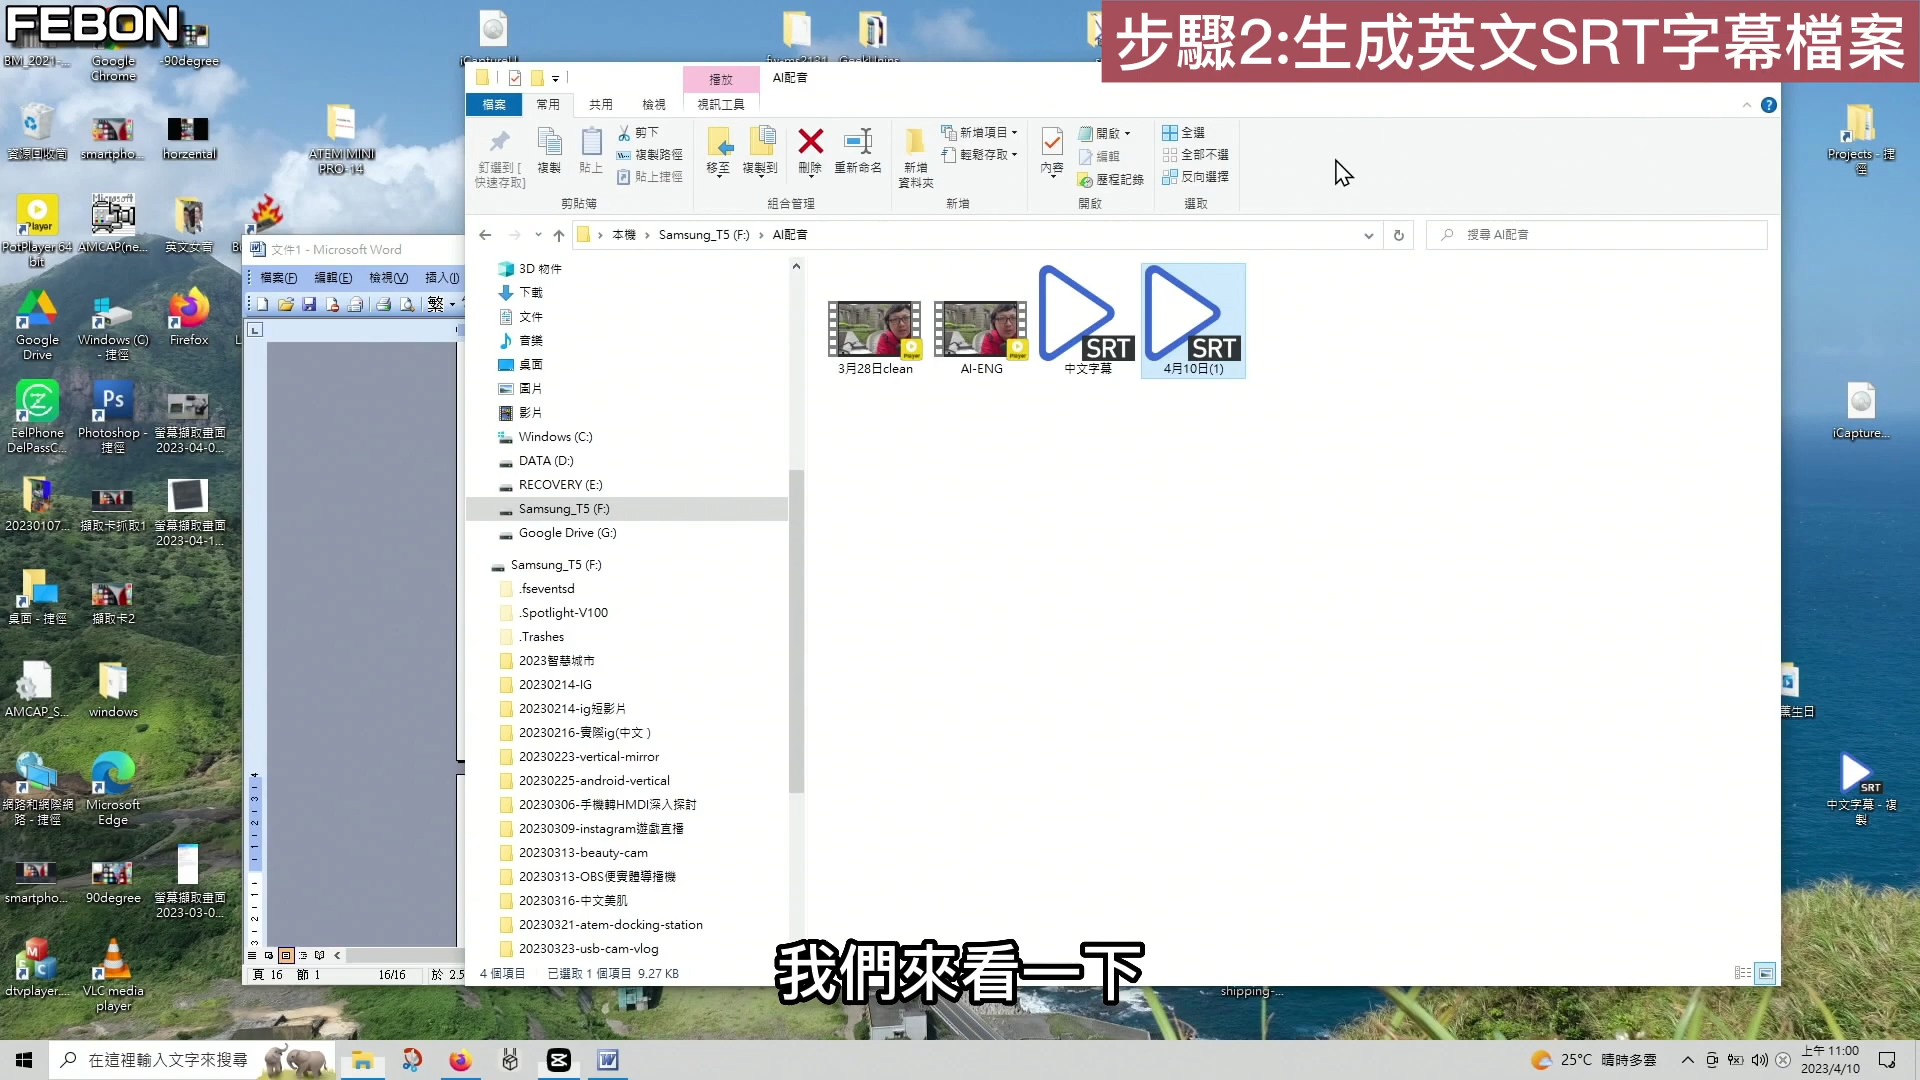 FEBON
步驟2:生成英文SRT字幕檔案
BM_2021-...
Google Chrome
-90degree
資源回收筒
smartpho...
horzental
ATEM MINI PRO-14
PotPlayer 64 bit
AMCAP(ne...
英文女音
Google Drive
Windows (C) - 捷徑
Firefox
EelPhone DelPassC...
Photoshop - 捷徑
螢幕擷取畫面 2023-04-0...
20230107...
擷取卡抓取1
螢幕擷取畫面 2023-04-1...
桌面 - 捷徑
擷取卡2
AMCAP_S...
windows
網路和網際網路 - 捷徑
Microsoft Edge
smartpho...
90degree
螢幕擷取畫面 2023-03-0...
dtvplayer....
VLC media player
文件1 - Microsoft Word
檔案(F) 編輯(E) 檢視(V) 插入(I)
繁
頁 16 節 1 16/16 於 2.5
播放 AI配音
檔案 常用 共用 檢視 視訊工具
釘選到 [快速存取]
複製
貼上
剪下
複製路徑
貼上捷徑
剪貼簿
移至
複製到
刪除
重新命名
組合管理
新增資料夾
新增項目
輕鬆存取
新增
內容
開啟
編輯
歷程記錄
開啟
全選
全部不選
反向選擇
選取
本機 › Samsung_T5 (F:) › AI配音
搜尋 AI配音
3D 物件
下載
文件
音樂
桌面
圖片
影片
Windows (C:)
DATA (D:)
RECOVERY (E:)
Samsung_T5 (F:)
Google Drive (G:)
Samsung_T5 (F:)
.fseventsd
.Spotlight-V100
.Trashes
2023智慧城市
20230214-IG
20230214-ig短影片
20230216-實際ig(中文 )
20230223-vertical-mirror
20230225-android-vertical
20230306-手機轉HMDI深入探討
20230309-instagram遊戲直播
20230313-beauty-cam
20230313-OBS便實體導播機
20230316-中文美肌
20230321-atem-docking-station
20230323-usb-cam-vlog
3月28日clean
AI-ENG
SRT
中文字幕
SRT
4月10日(1)
4 個項目 已選取 1 個項目 9.27 KB
我們來看一下
shipping-...
Projects - 捷徑
iCapture...
SRT
中文字幕 - 複製
在這裡輸入文字來搜尋
25°C 晴時多雲
上午 11:00
2023/4/10